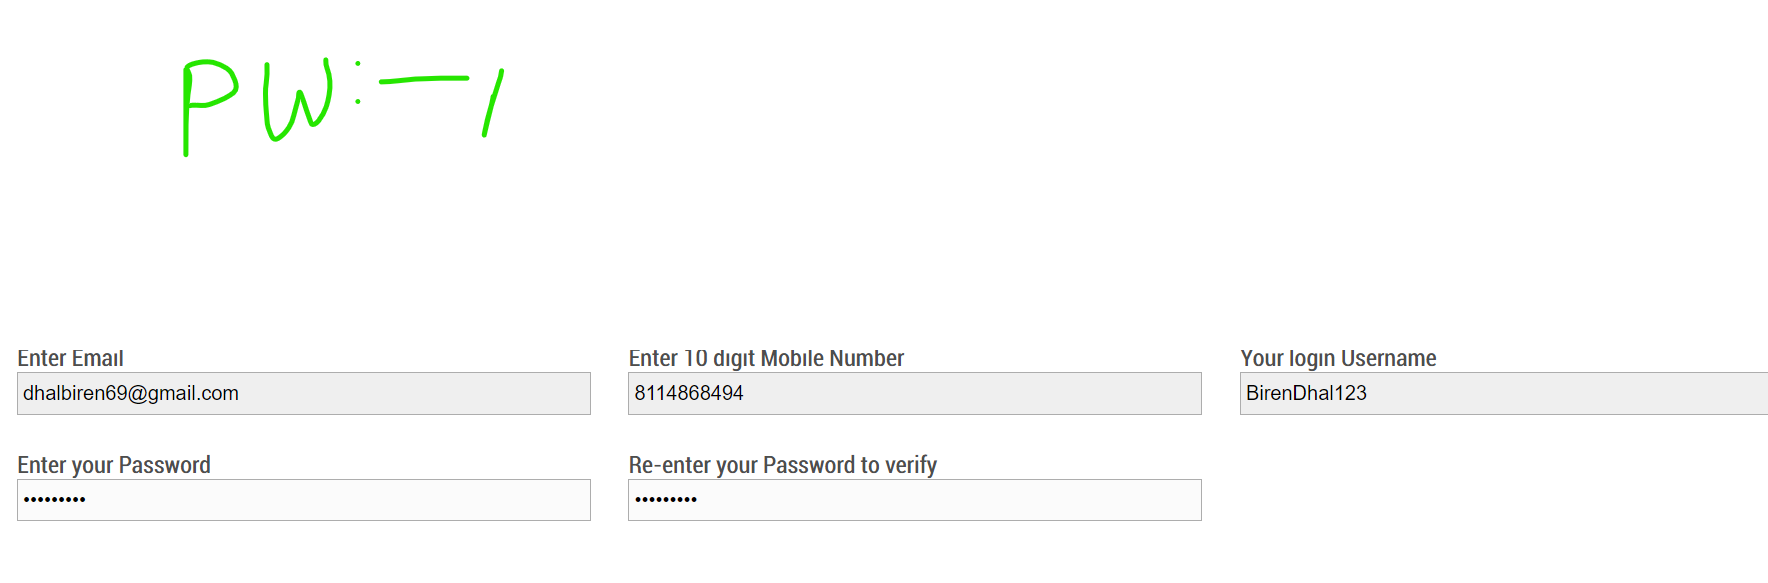 PW:-1
Enter Email
Enter 10 digit Mobile Number
Your login Username
dhalbiren69@gmail.com
8114868494
BirenDhal123
Enter your Password
Re-enter your Password to verify
•••••••••
•••••••••